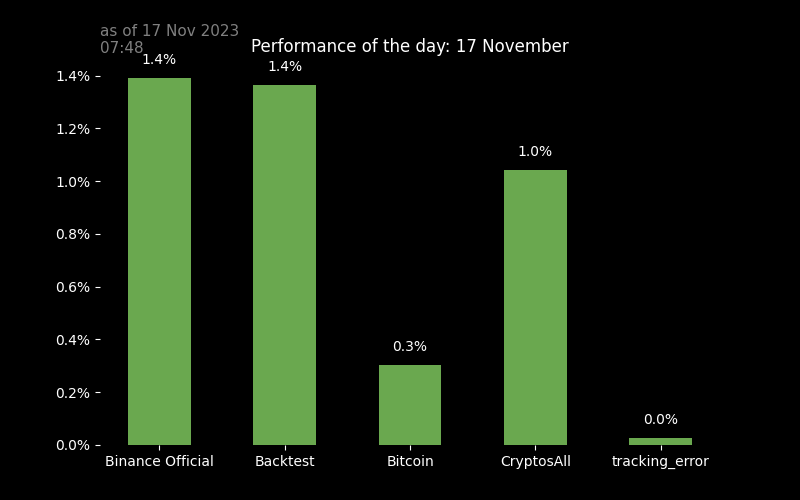 as of 17 Nov 2023
07:48
Performance of the day: 17 November
1.4%
1.4%
0.3%
1.0%
0.0%
1.4%
1.2%
1.0%
0.8%
0.6%
0.4%
0.2%
0.0%
Binance Official
Backtest
Bitcoin
CryptosAll
tracking_error